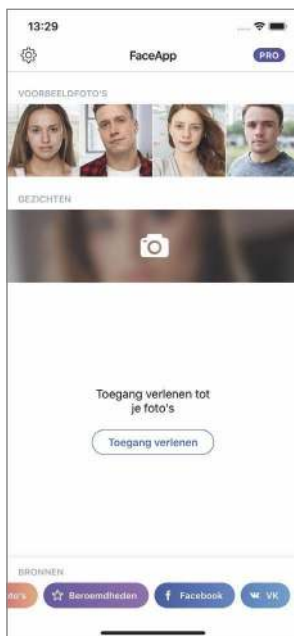 13:29
FaceApp
PRO
VOORBEELDFOTO'S
GEZICHTEN
Toegang verlenen tot
je foto's
Toegang verlenen
BRONNEN
Beroemdheden
Facebook
VK